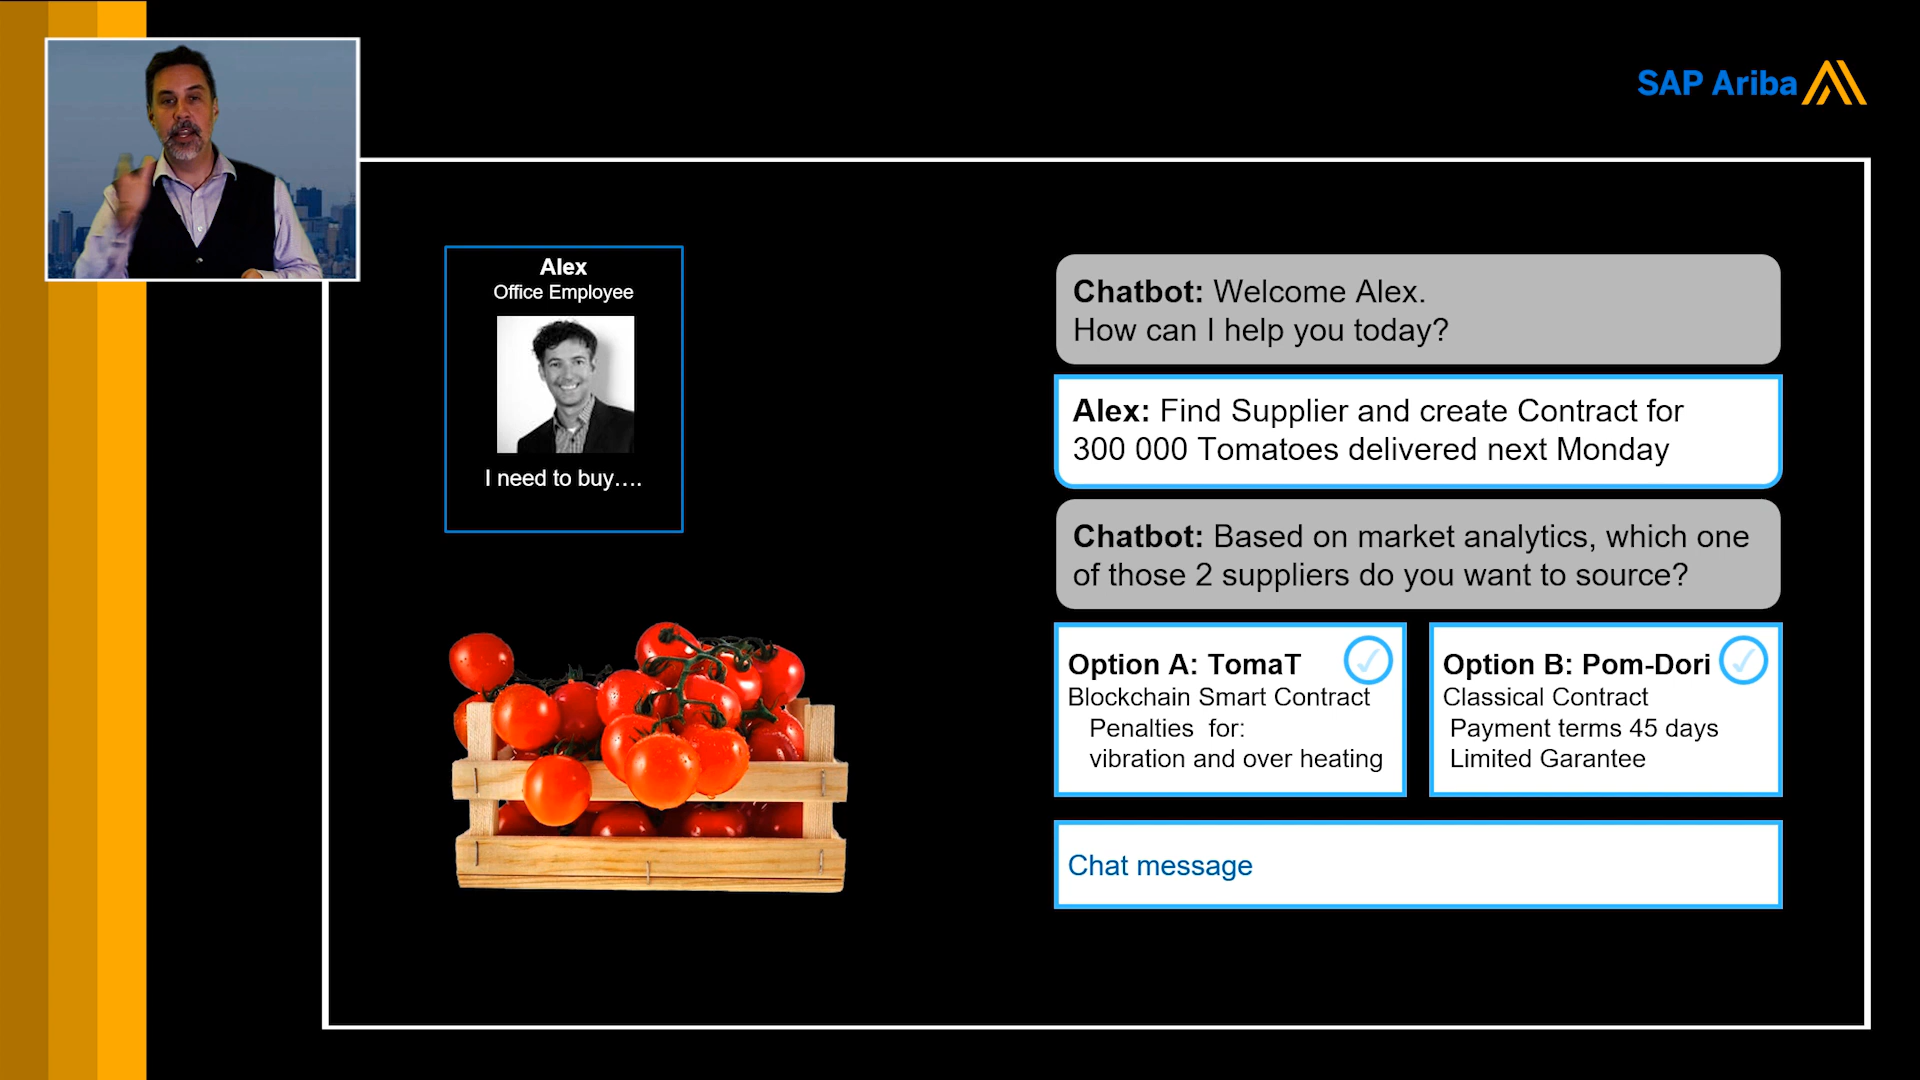 SAP Ariba
Alex
Office Employee
I need to buy....
Chatbot: Welcome Alex.
How can I help you today?
Alex: Find Supplier and create Contract for
300 000 Tomatoes delivered next Monday
Chatbot: Based on market analytics, which one
of those 2 suppliers do you want to source?
Option A: TomaT
Blockchain Smart Contract
Penalties for:
vibration and over heating
Option B: Pom-Dori
Classical Contract
Payment terms 45 days
Limited Garantee
Chat message